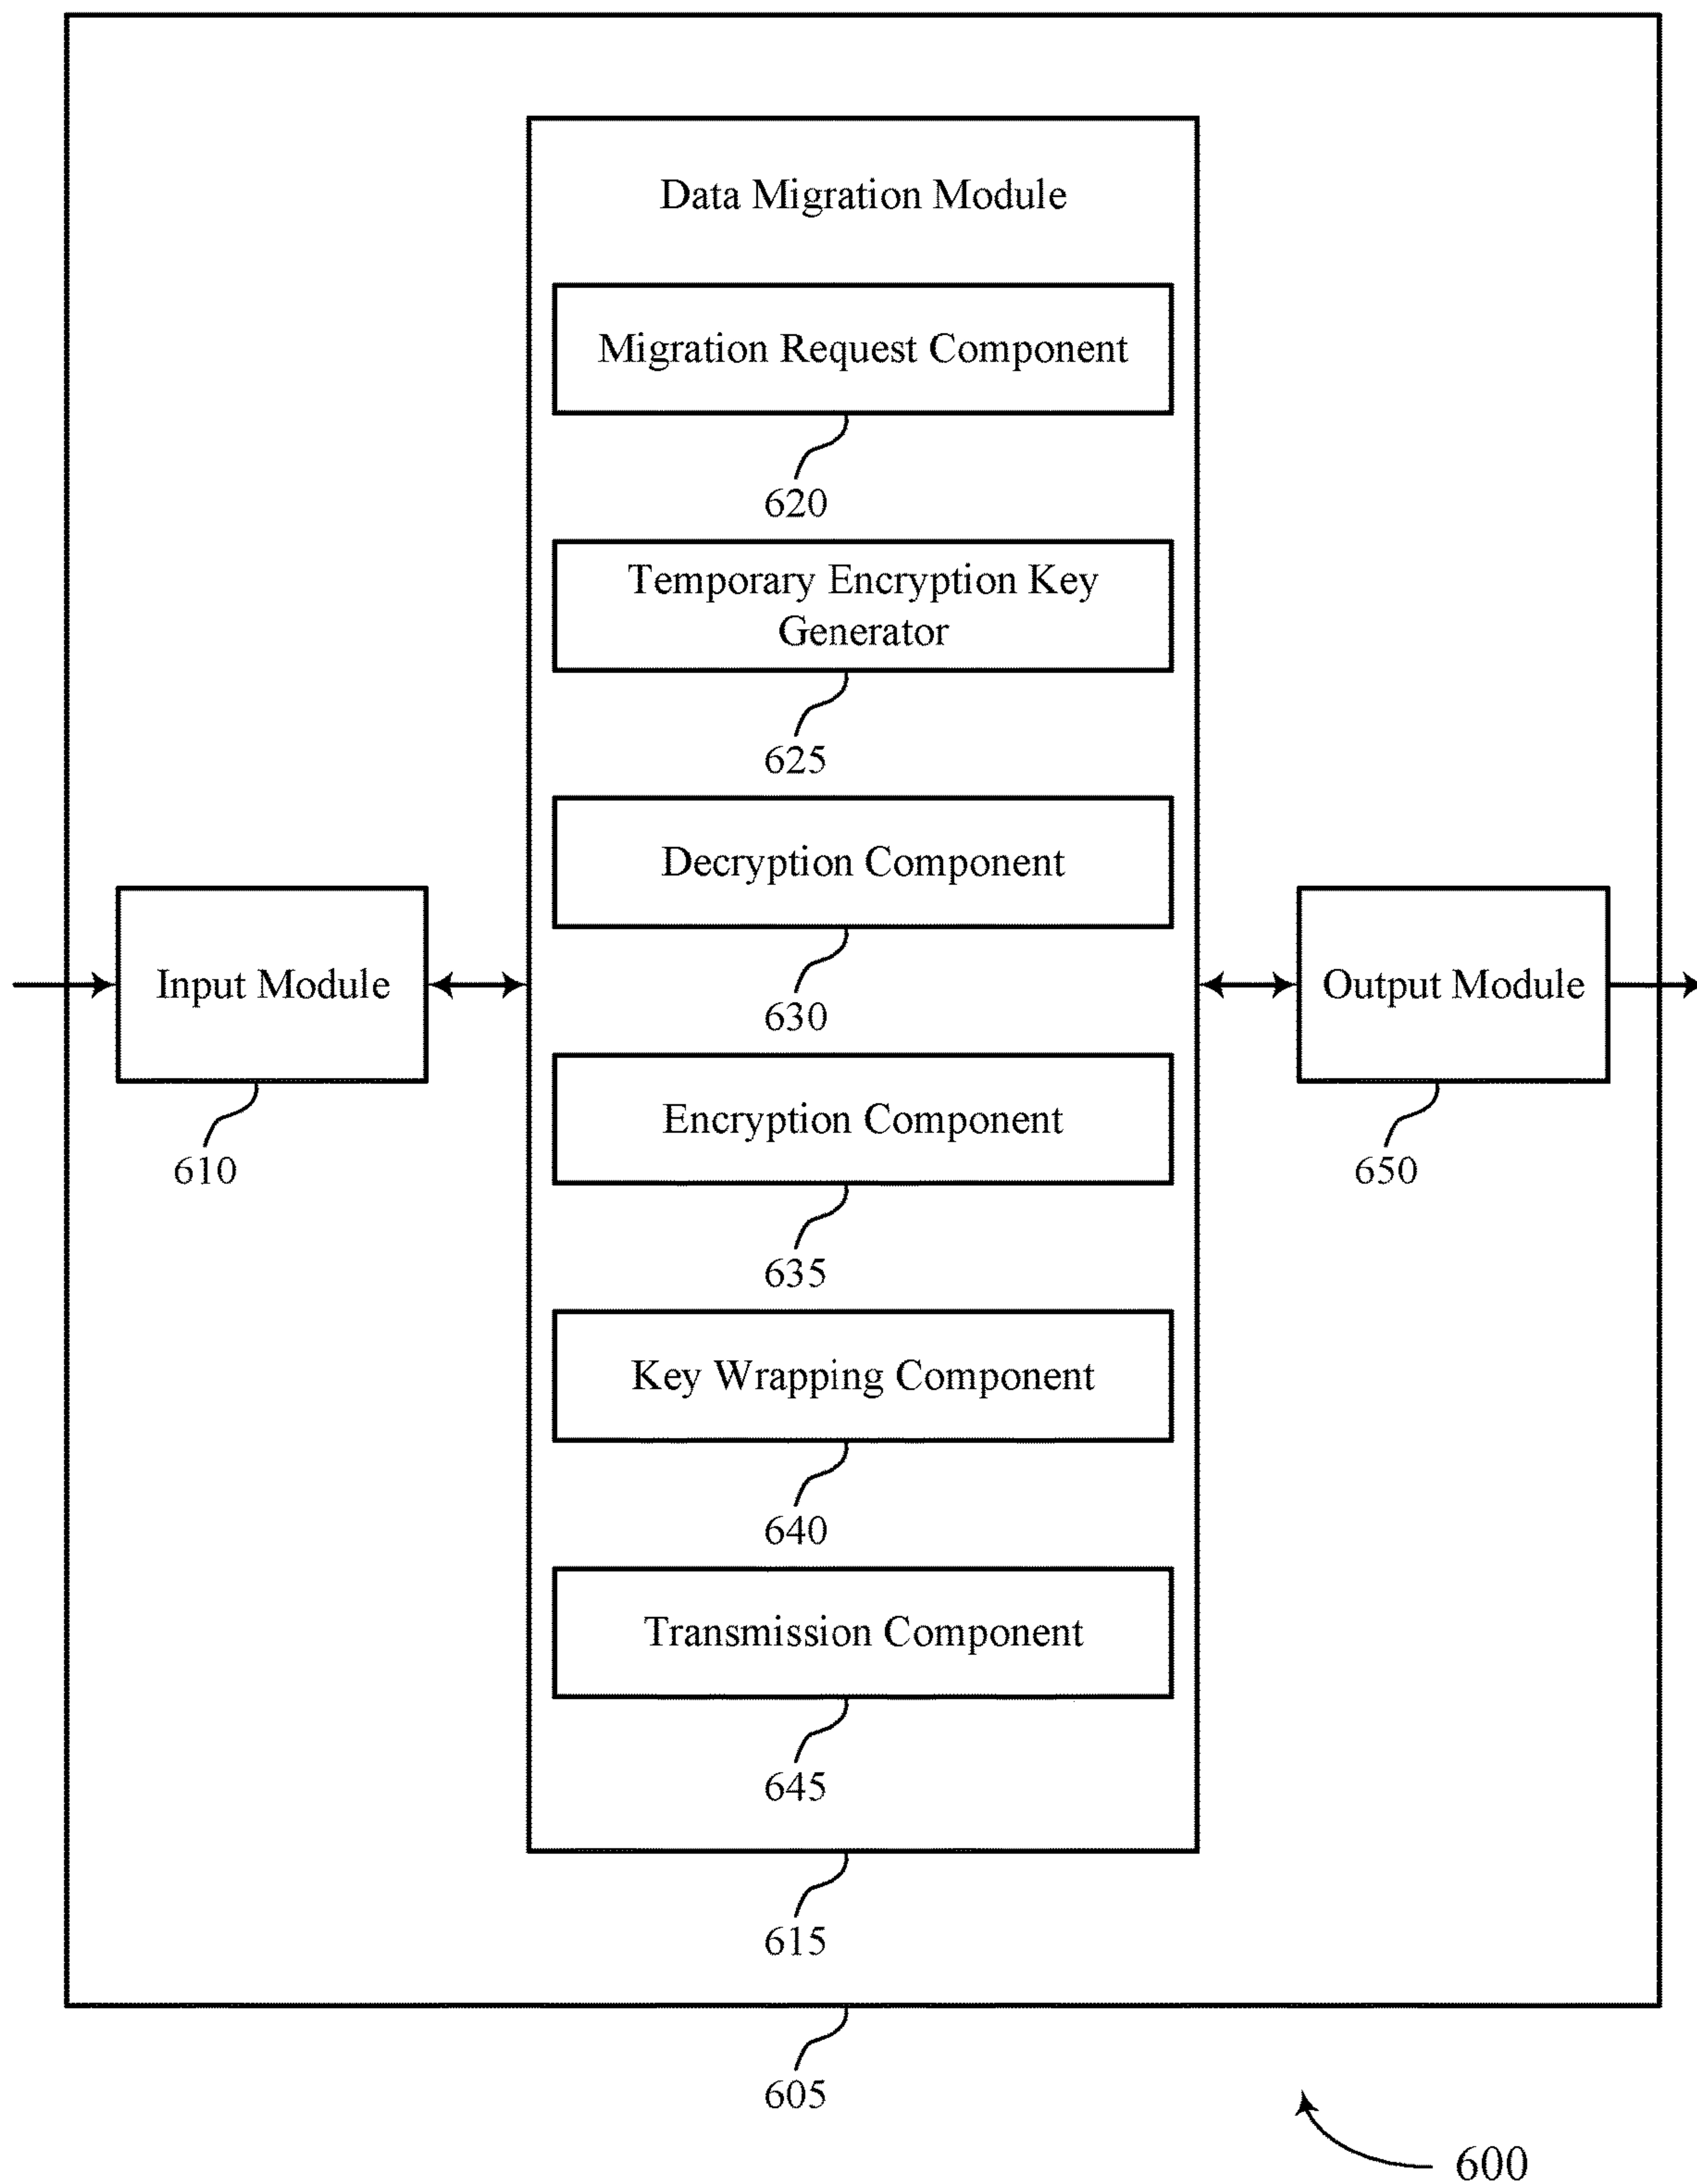 Data Migration Module
Migration Request Component
620
Temporary Encryption Key
Generator
625
Decryption Component
630
Input Module
610
Output Module
650
Encryption Component
635
Key Wrapping Component
640
Transmission Component
645
615
605
600